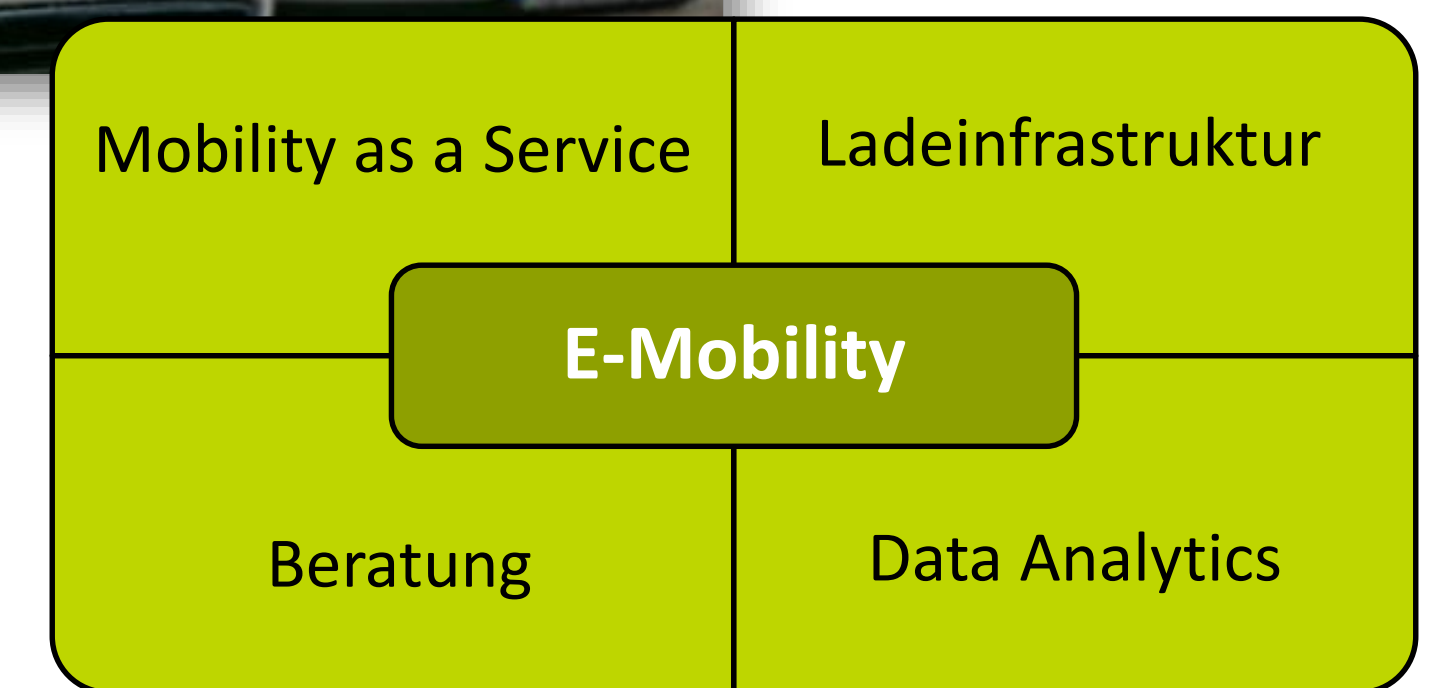 Mobility as a Service
Ladeinfrastruktur
E-Mobility
Beratung
Data Analytics